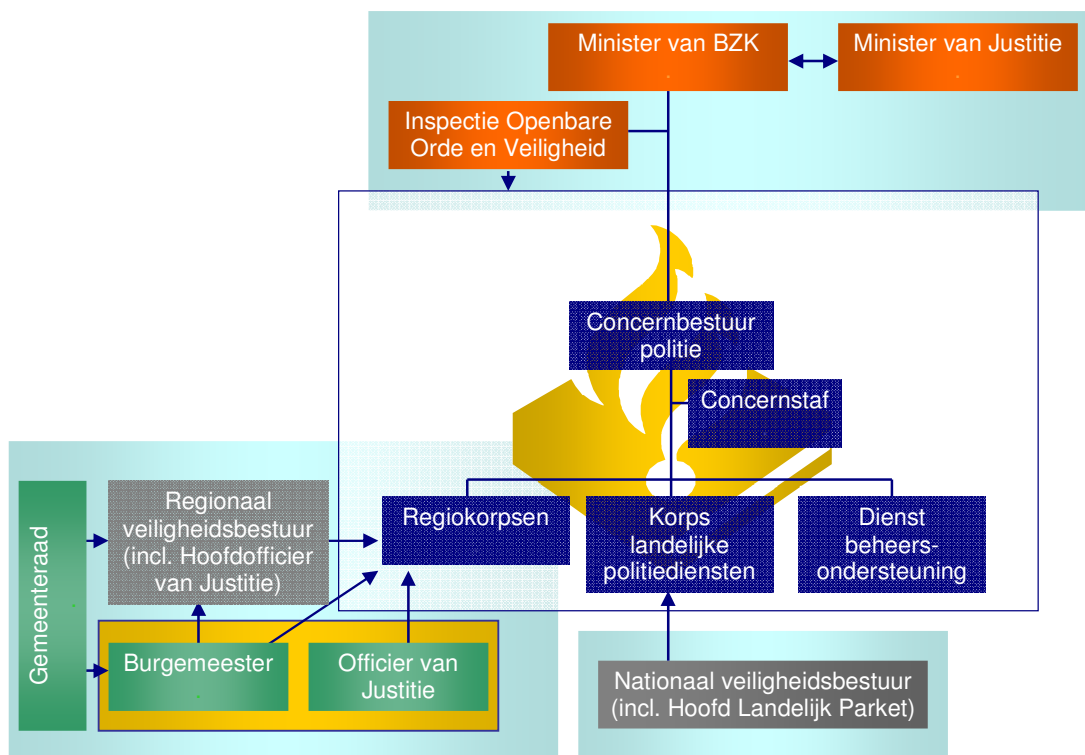 Minister van BZK
Minister van Justitie
Inspectie Openbare
Orde en Veiligheid
Concernbestuur
politie
Concernstaf
Gemeenteraad
Regionaal
veiligheidsbestuur
(incl. Hoofdofficier
van Justitie)
Regiokorpsen
Korps
landelijke
politiediensten
Dienst
beheers-
ondersteuning
Burgemeester
Officier van
Justitie
Nationaal veiligheidsbestuur
(incl. Hoofd Landelijk Parket)